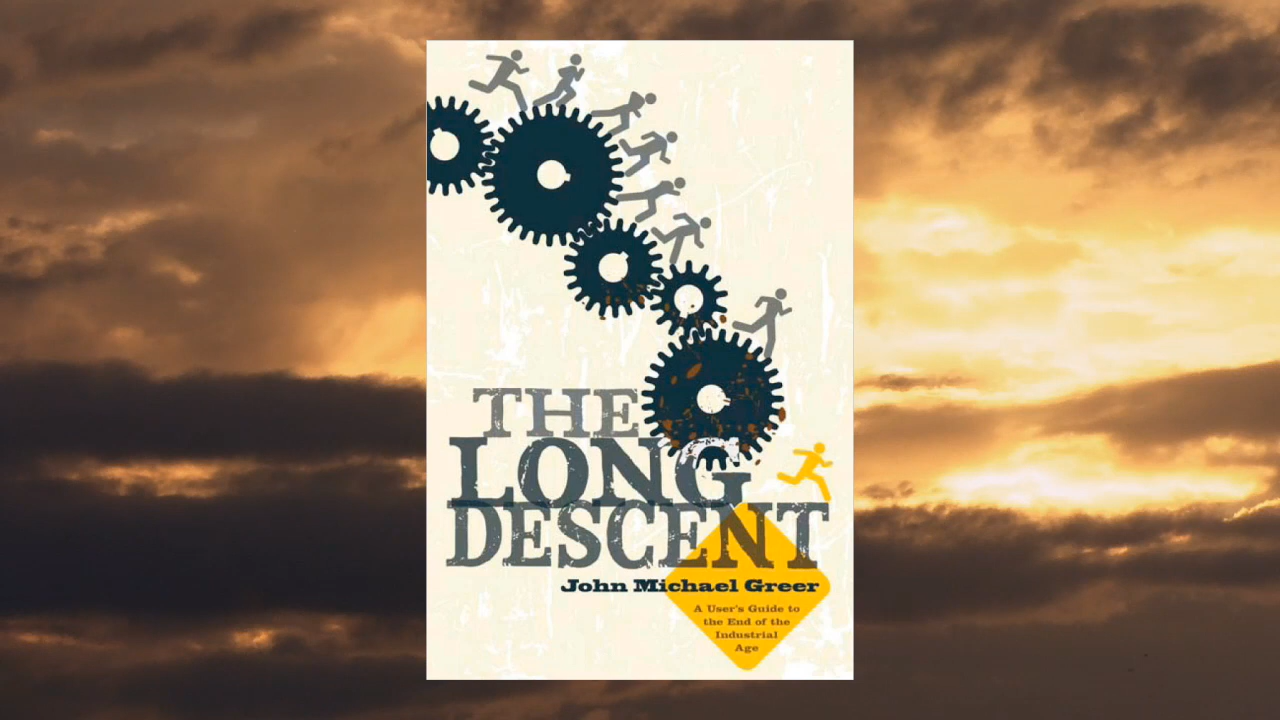 THE
LONG
DESCENT
John Michael Greer
A User's Guide to
the End of the
Industrial
Age